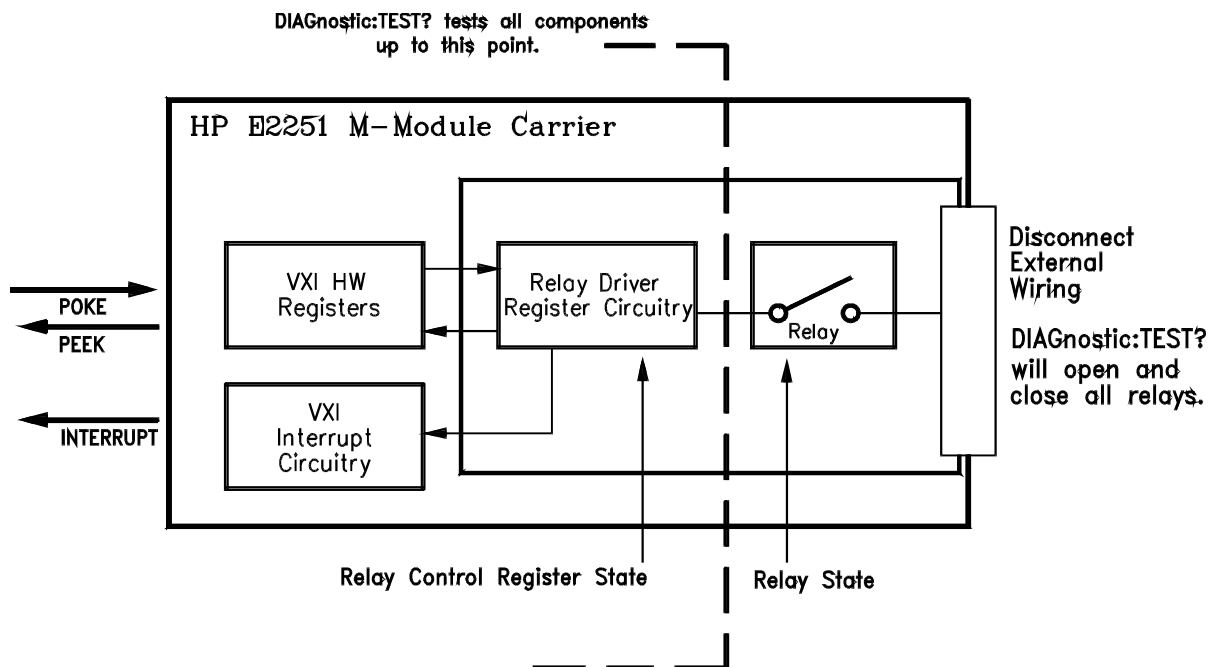 DIAGnostic:TEST? tests all components
up to this point.
HP E2251 M-Module Carrier
VXI HW
Registers
Relay Driver
Register Circuitry
Relay
Disconnect
External
Wiring
POKE
PEEK
DIAGnostic:TEST?
will open and
close all relays.
VXI
Interrupt
Circuitry
INTERRUPT
Relay Control Register State
Relay State